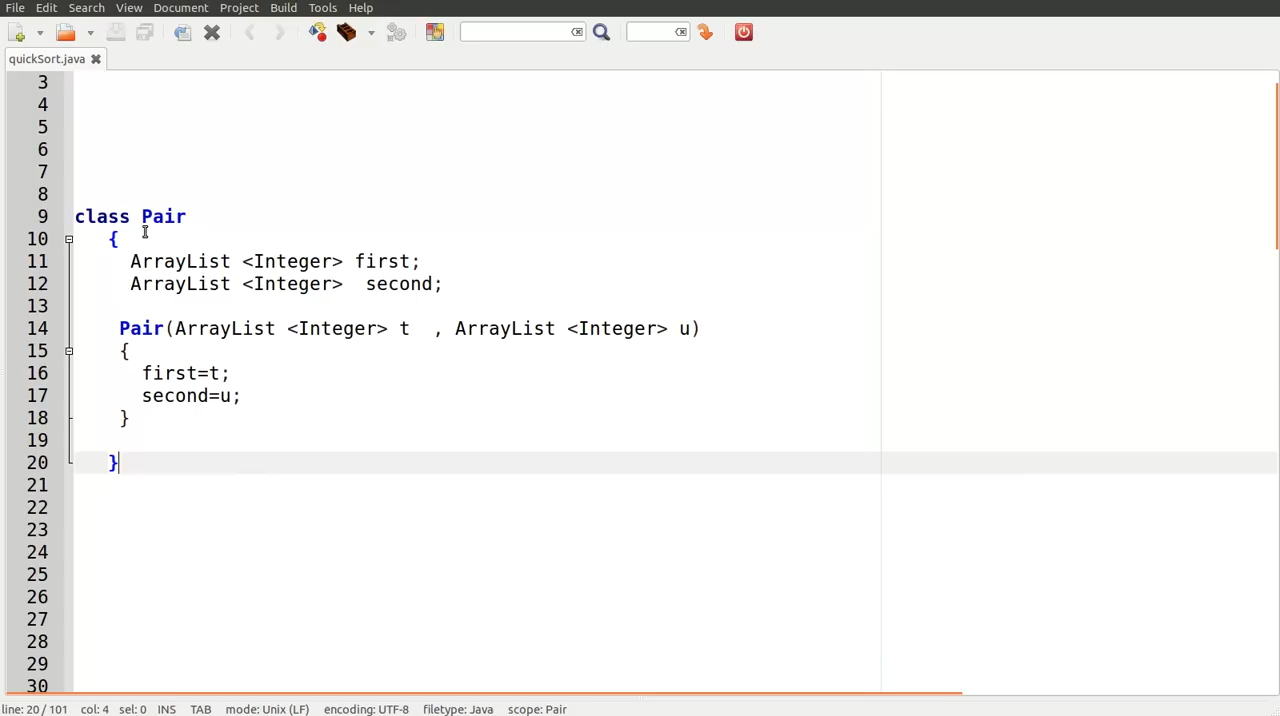 File Edit Search View Document Project Build Tools Help
quickSort.java
3
4
5
6
7
8
9 class Pair
10 {
11 ArrayList <Integer> first;
12 ArrayList <Integer>  second;
13
14 Pair(ArrayList <Integer> t  , ArrayList <Integer> u)
15 {
16 first=t;
17 second=u;
18 }
19
20 }
21
22
23
24
25
26
27
28
29
30
line: 20 / 101 col: 4 sel: 0 INS TAB mode: Unix (LF) encoding: UTF-8 filetype: Java scope: Pair